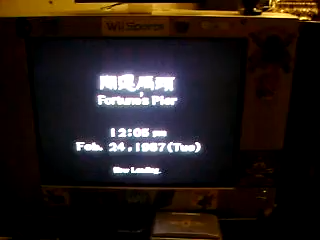 Wii Sports
Fortune's Pier
12:05 PM
Feb. 24 ,1987(Tue)
Now Loading.